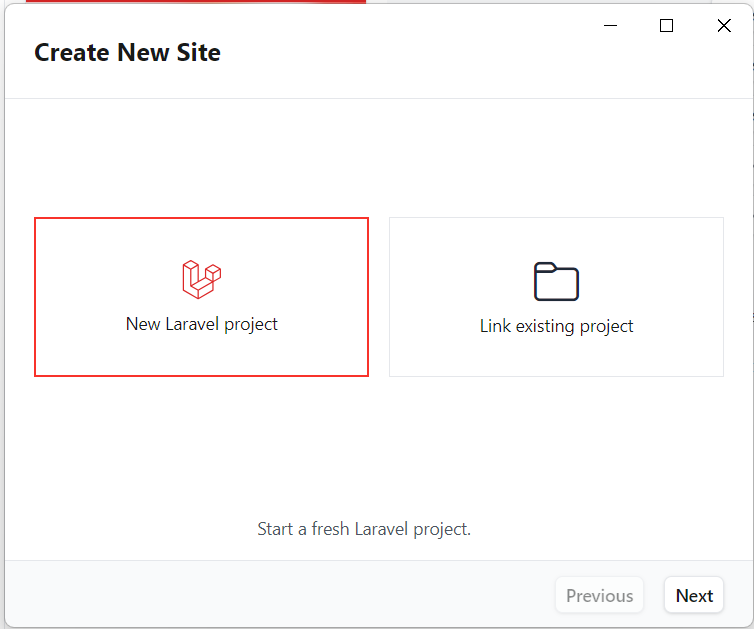 Create New Site
New Laravel project
Link existing project
Start a fresh Laravel project.
Previous
Next